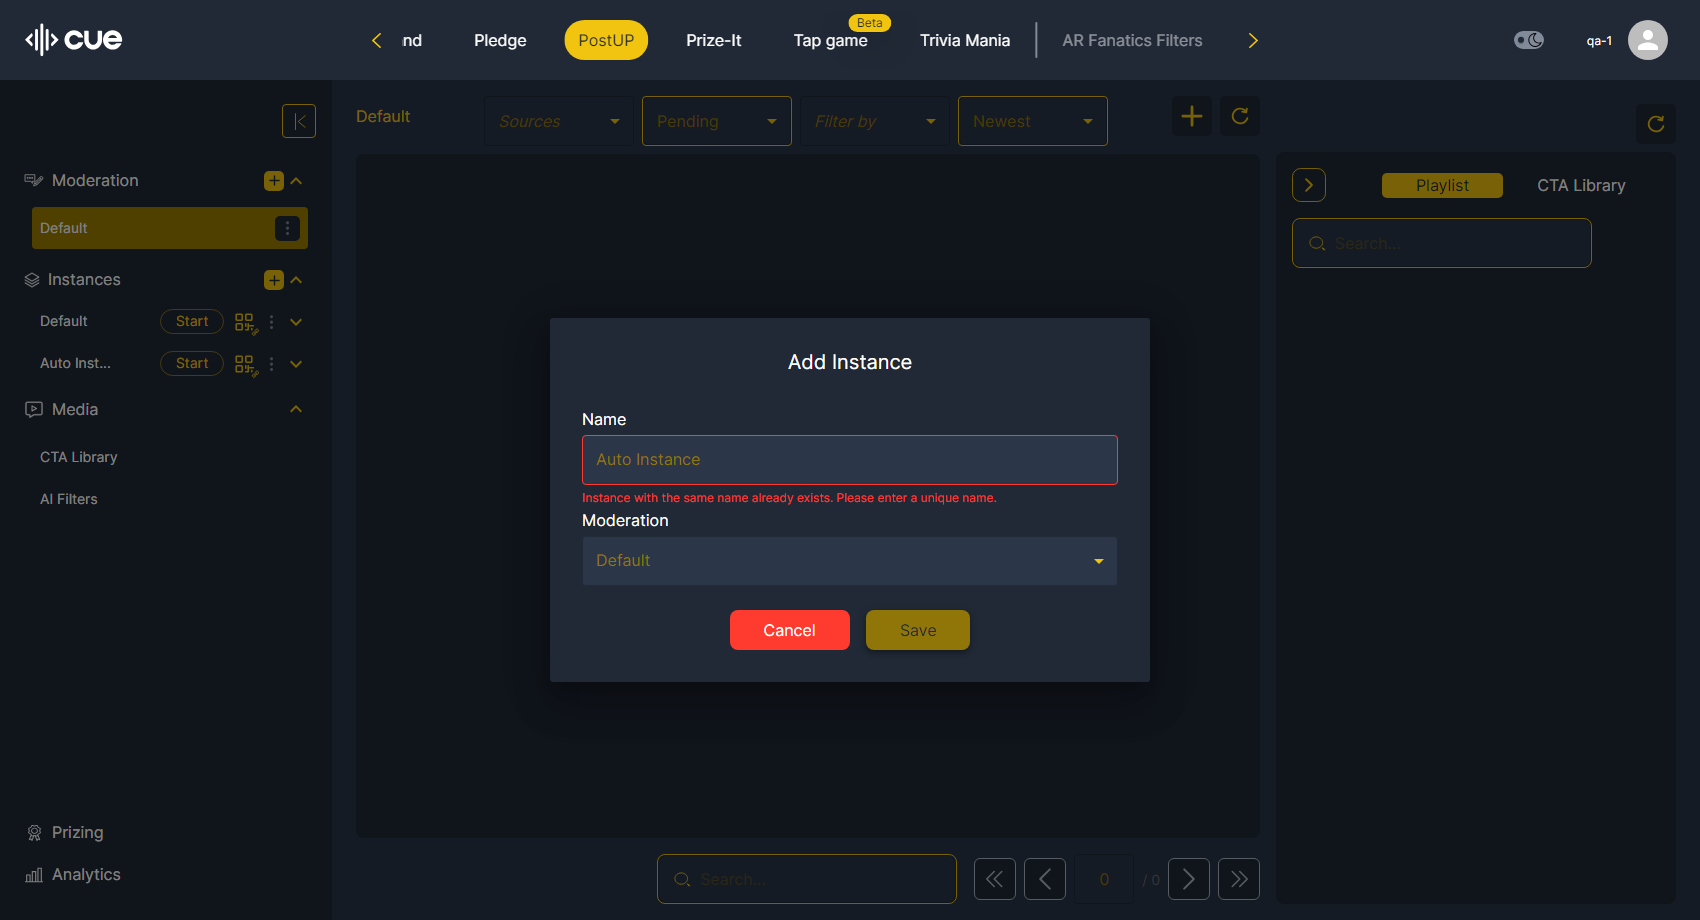 cue
nd
Pledge
PostUP
Prize-It
Beta
Tap game
Trivia Mania
AR Fanatics Filters
qa-1
Default
Sources
Pending
Filter by
Newest
Moderation
Default
Instances
Default
Start
Auto Inst...
Start
Media
CTA Library
AI Filters
Prizing
Analytics
Playlist
CTA Library
Search...
Add Instance
Name
Auto Instance
Instance with the same name already exists. Please enter a unique name.
Moderation
Default
Cancel
Save
Search...
0
/ 0